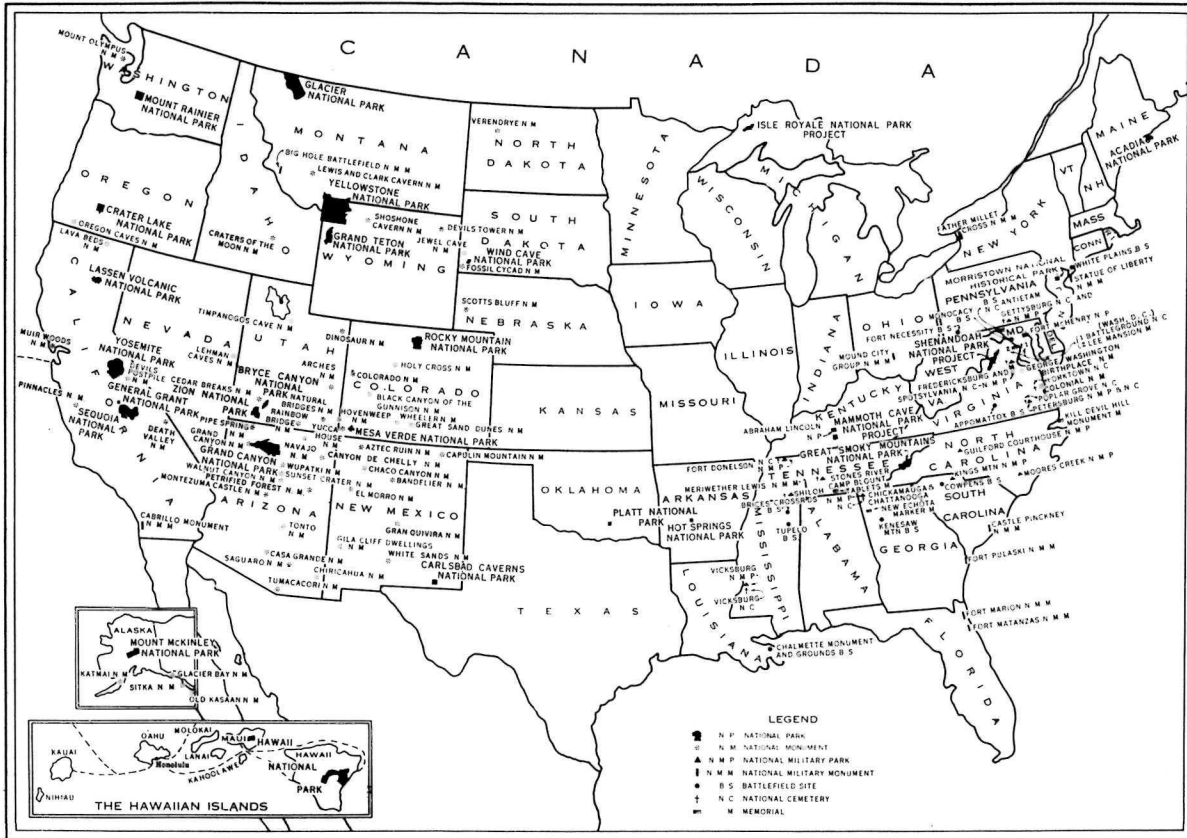 C A N A D A
MOUNT OLYMPUS
N M
WASHINGTON
MOUNT RAINIER
NATIONAL PARK
GLACIER
NATIONAL PARK
MONTANA
IDAHO
BIG HOLE BATTLEFIELD N M M
LEWIS AND CLARK CAVERN N M
YELLOWSTONE
NATIONAL PARK
VERENDRYE N M
NORTH
DAKOTA
ISLE ROYALE NATIONAL PARK
PROJECT
MAINE
ACADIA
NATIONAL PARK
VT
NH
MASS
CONN
OREGON
CRATER LAKE
NATIONAL PARK
OREGON CAVES N M
LAVA BEDS
N M
CRATERS OF THE
MOON N M
SHOSHONE
CAVERN N M
GRAND TETON
NATIONAL PARK
WYOMING
DEVILS TOWER N M
SOUTH
DAKOTA
JEWEL CAVE
N M
WIND CAVE
NATIONAL PARK
FOSSIL CYCAD N M
MINNESOTA
WISCONSIN
MICHIGAN
FATHER MILLET
CROSS N M M
NEW YORK
WHITE PLAINS B S
STATUE OF LIBERTY
N M M
MORRISTOWN NATIONAL
HISTORICAL PARK
PENNSYLVANIA
CALIFORNIA
LASSEN VOLCANIC
NATIONAL PARK
NEVADA
UTAH
TIMPANOGOS CAVE N M
LEHMAN
CAVES N M
DINOSAUR N M
ARCHES
N M
SCOTTS BLUFF N M
NEBRASKA
IOWA
ILLINOIS
INDIANA
OHIO
MONOCACY
B S
ANTIETAM
GETTYSBURG N C AND
N M P
FORT NECESSITY B S
MD
FORT McHENRY N P
DEL
(WASH, D. C.)
BATTLEGROUND N C
LEE MANSION M
MUIR WOODS
N M
YOSEMITE
NATIONAL PARK
DEVILS
POSTPILE
N M
GENERAL GRANT
NATIONAL PARK
PINNACLES N M
SEQUOIA
NATIONAL
PARK
DEATH
VALLEY
N M
CEDAR BREAKS N M
ZION
NATIONAL
PARK
BRYCE CANYON
NATIONAL
PARK
NATURAL
BRIDGES N M
RAINBOW
BRIDGE
PIPE SPRING
N M
ROCKY MOUNTAIN
NATIONAL PARK
HOLY CROSS N M
COLORADO N M
COLORADO
BLACK CANYON OF THE
GUNNISON N M
HOVENWEEP
N M
WHEELER N M
GREAT SAND DUNES N M
YUCCA
HOUSE
N M
MESA VERDE NATIONAL PARK
KANSAS
MISSOURI
MOUND CITY
GROUP N M
SHENANDOAH
NATIONAL PARK
PROJECT
WEST
VIRGINIA
VA
GEORGE WASHINGTON
BIRTHPLACE N M
FREDERICKSBURG AND
SPOTSYLVANIA N C-N M P
YORKTOWN N C
COLONIAL N M
POPLAR GROVE N C
PETERSBURG N M P
APPOMATTOX B S
KENTUCKY
ABRAHAM LINCOLN
N P
MAMMOTH CAVE
NATIONAL PARK
PROJECT
KILL DEVIL HILL
MONUMENT
M
GRAND
CANYON
N M
GRAND CANYON
NATIONAL PARK
NAVAJO
N M
AZTEC RUIN N M
CANYON DE CHELLY N M
CAPULIN MOUNTAIN N M
WUPATKI N M
CHACO CANYON N M
WALNUT CANYON N M
SUNSET CRATER N M
BANDELIER N M
PETRIFIED FOREST N M
MONTEZUMA CASTLE N M
EL MORRO N M
ARIZONA
NEW MEXICO
TONTO
N M
GRAN QUIVIRA N M
GILA CLIFF DWELLINGS
N M
WHITE SANDS N M
CASA GRANDE N M
SAGUARO N M
CHIRICAHUA N M
TUMACACORI N M
CARLSBAD CAVERNS
NATIONAL PARK
CABRILLO MONUMENT
N M M
OKLAHOMA
PLATT NATIONAL
PARK
ARKANSAS
HOT SPRINGS
NATIONAL PARK
TEXAS
LOUISIANA
MISSISSIPPI
ALABAMA
GREAT SMOKY MOUNTAINS
NATIONAL PARK
FORT DONELSON N C
N M P
TENNESSEE
MERIWETHER LEWIS N M
STONES RIVER
SHILOH
CAMP BLOUNT
TABLETS M
BRICES CROSSROADS
B S
TUPELO
B S
CHICKAMAUGA &
CHATTANOOGA
NEW ECHOTA
MARKER M
KENESAW
MTN B S
NORTH
CAROLINA
GUILFORD COURTHOUSE
N M P
KINGS MTN N M P
COWPENS B S
MOORES CREEK N M P
SOUTH
CAROLINA
CASTLE PINCKNEY
N M M
GEORGIA
FORT PULASKI N M M
VICKSBURG
N M P
VICKSBURG
N C
CHALMETTE MONUMENT
AND GROUNDS B S
FORT MARION N M M
FORT MATANZAS N M M
FLORIDA
ALASKA
MOUNT McKINLEY
NATIONAL PARK
KATMAI N M
GLACIER BAY N M
SITKA N M
OLD KASAAN N M
KAUAI
NIHIAU
OAHU
Honolulu
MOLOKAI
LANAI
MAUI
KAHOOLAWE
HAWAII
HAWAII
NATIONAL
PARK
THE HAWAIIAN ISLANDS
LEGEND
N P NATIONAL PARK
N M NATIONAL MONUMENT
N M P NATIONAL MILITARY PARK
N M M NATIONAL MILITARY MONUMENT
B S BATTLEFIELD SITE
N C NATIONAL CEMETERY
M MEMORIAL